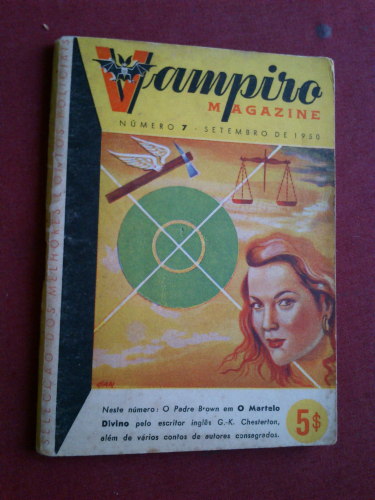 Vampiro
MAGAZINE
NÚMERO 7 - SETEMBRO DE 1950
SELECÇÃO DOS MELHORES CONTOS POLICIAIS
Neste número: O Padre Brown em O Martelo
Divino pelo escritor inglês G.-K. Chesterton,
além de vários contos de autores consagrados.
5$